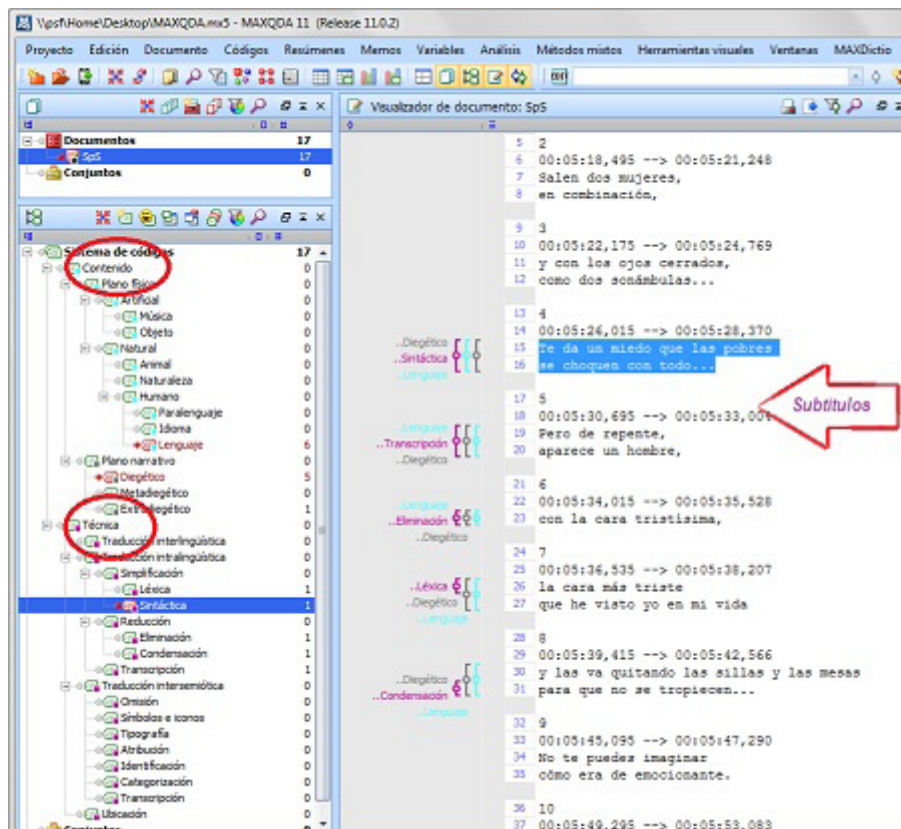 \\psf\Home\Desktop\MAXQDA.mx5 - MAXQDA 11 (Release 11.0.2)
Proyecto Edición Documento Códigos Resúmenes Memos Variables Análisis Métodos mixtos Herramientas visuales Ventanas MAXDictio
Documentos 17
SpS 17
Conjuntos 0
Sistema de códigos 17
Contenido 0
Plano físico 0
Artificial 0
Música 0
Objeto 0
Natural 0
Animal 0
Naturaleza 0
Humano 0
Paralenguaje 0
Idioma 0
Lenguaje 6
Plano narrativo 0
Diegético 5
Metadiegético 0
Extradiegético 1
Técnica 0
Traducción interlingüística 0
Traducción intralingüística 0
Simplificación 0
Léxica 1
Sintáctica 1
Reducción 0
Eliminación 1
Condensación 1
Transcripción 1
Traducción intersemiótica 0
Omisión 0
Símbolos e iconos 0
Tipografía 0
Atribución 0
Identificación 0
Categorización 0
Transcripción 0
Ubicación 0
Conjuntos 0
Visualizador de documento: SpS
5 2
6 00:05:18,495 --> 00:05:21,248
7 Salen dos mujeres,
8 en combinación,
9 3
10 00:05:22,175 --> 00:05:24,769
11 y con los ojos cerrados,
12 como dos sonámbulas...
13 4
14 00:05:26,015 --> 00:05:28,370
..Diegético
15 Te da un miedo que las pobres
..Sintáctica
16 se choquen con todo...
..Lenguaje
17 5
18 00:05:30,695 --> 00:05:33,004
Subtítulos
..Lenguaje
19 Pero de repente,
..Transcripción
20 aparece un hombre,
..Diegético
21 6
22 00:05:34,015 --> 00:05:35,528
..Lenguaje
23 con la cara tristísima,
..Eliminación
..Diegético
24 7
25 00:05:36,535 --> 00:05:38,207
26 la cara más triste
..Léxica
27 que he visto yo en mi vida
..Diegético
..Lenguaje
28 8
29 00:05:39,415 --> 00:05:42,566
30 y las va quitando las sillas y las mesas
..Diegético
31 para que no se tropiecen...
..Condensación
..Lenguaje
32 9
33 00:05:45,095 --> 00:05:47,290
34 No te puedes imaginar
35 cómo era de emocionante.
36 10
37 00:05:49,295 --> 00:05:53,083